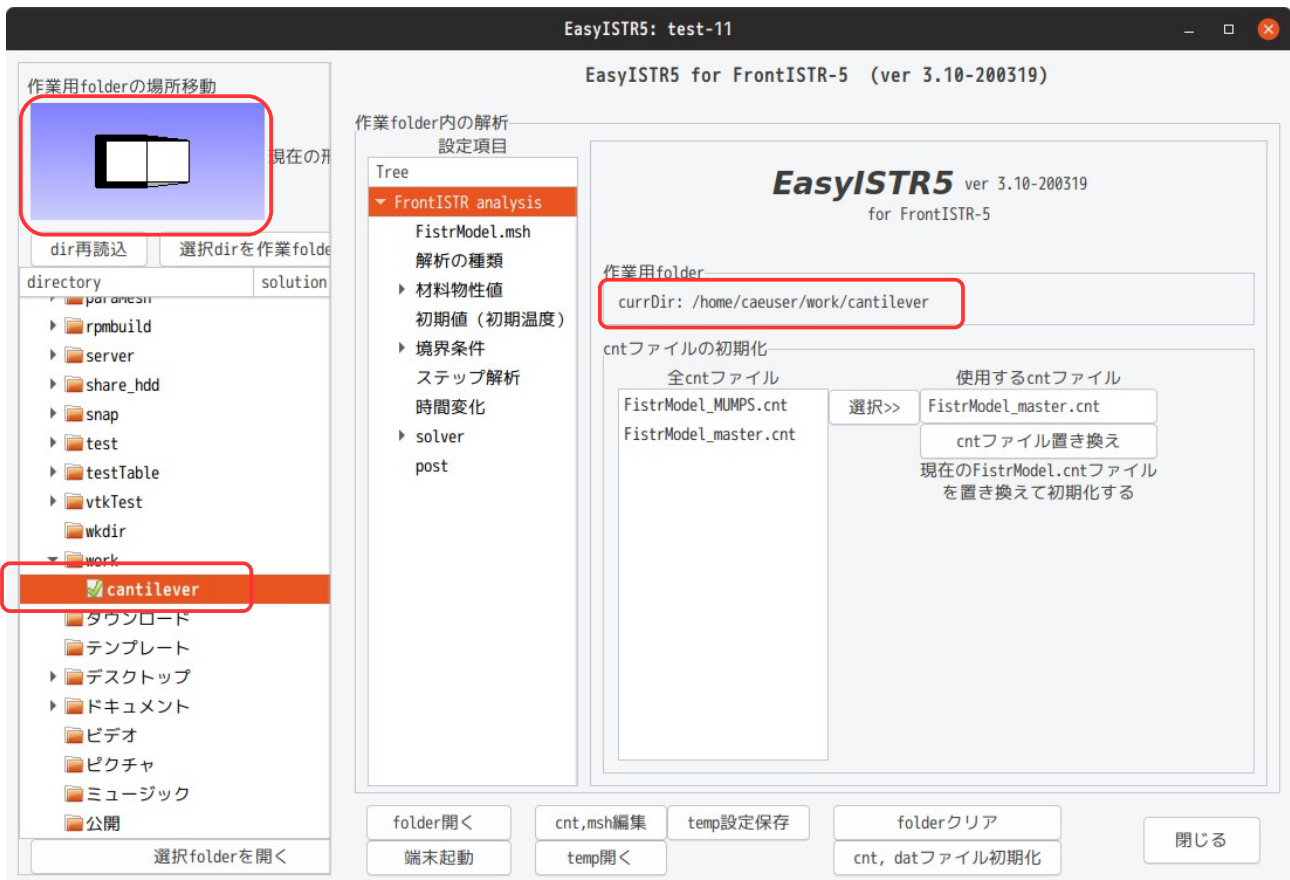 EasyISTR5: test-11
EasyISTR5 for FrontISTR-5 (ver 3.10-200319)
作業用folderの場所移動
現在の形
dir再読込
選択dirを作業folde
directory
solution
paraMesh
rpmbuild
server
share_hdd
snap
test
testTable
vtkTest
wkdir
work
cantilever
ダウンロード
テンプレート
デスクトップ
ドキュメント
ビデオ
ピクチャ
ミュージック
公開
選択folderを開く
作業folder内の解析
設定項目
Tree
FrontISTR analysis
FistrModel.msh
解析の種類
材料物性値
初期値（初期温度）
境界条件
ステップ解析
時間変化
solver
post
EasyISTR5 ver 3.10-200319
for FrontISTR-5
作業用folder
currDir: /home/caeuser/work/cantilever
cntファイルの初期化
全cntファイル
FistrModel_MUMPS.cnt
FistrModel_master.cnt
選択>>
使用するcntファイル
FistrModel_master.cnt
cntファイル置き換え
現在のFistrModel.cntファイル
を置き換えて初期化する
folder開く
cnt,msh編集
temp設定保存
folderクリア
端末起動
temp開く
cnt, datファイル初期化
閉じる